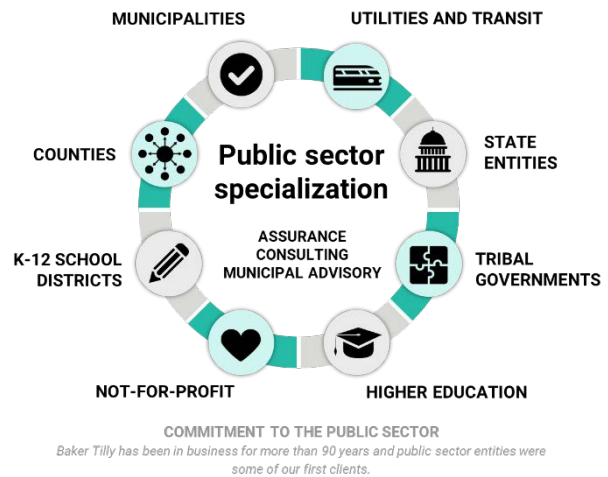 MUNICIPALITIES
UTILITIES AND TRANSIT
COUNTIES
Public sector
specialization
STATE
ENTITIES
ASSURANCE
CONSULTING
MUNICIPAL ADVISORY
K-12 SCHOOL
DISTRICTS
TRIBAL
GOVERNMENTS
NOT-FOR-PROFIT
HIGHER EDUCATION
COMMITMENT TO THE PUBLIC SECTOR
Baker Tilly has been in business for more than 90 years and public sector entities were
some of our first clients.